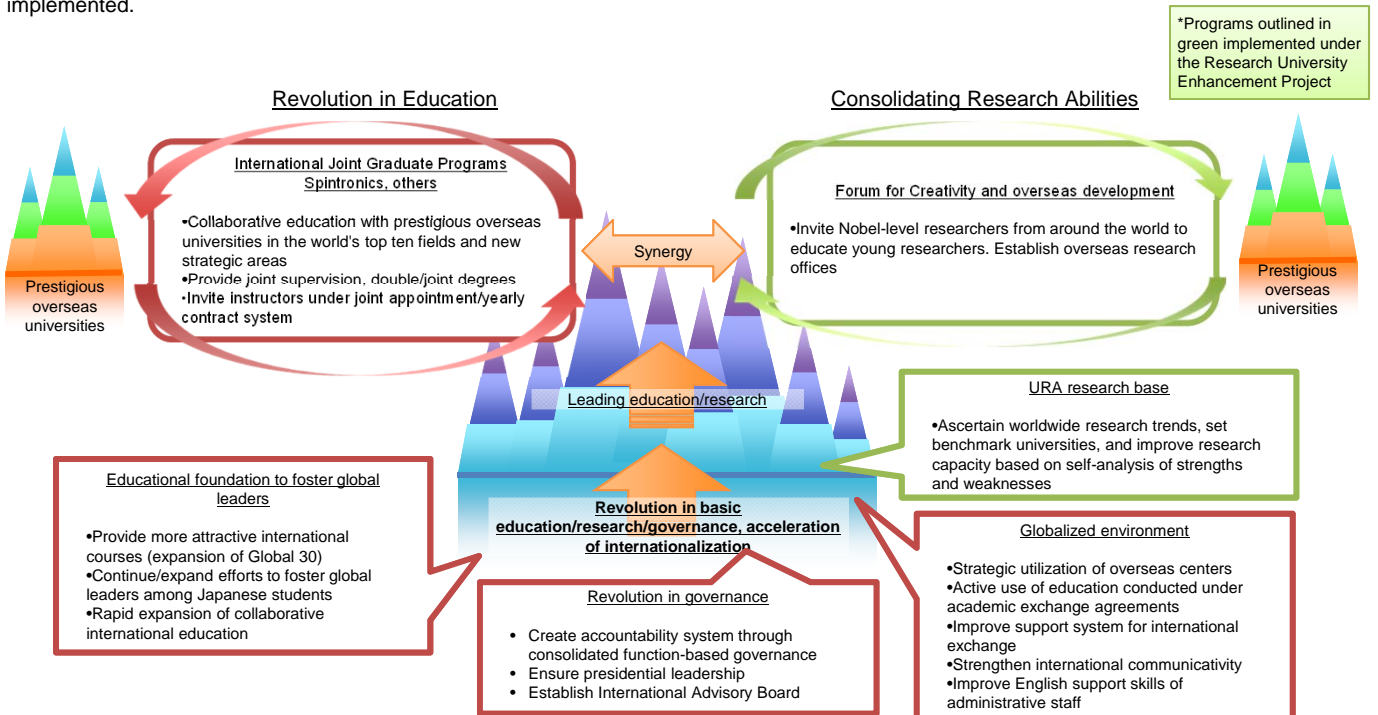 implemented.
*Programs outlined in
green implemented under
the Research University
Enhancement Project
Revolution in Education
Consolidating Research Abilities
International Joint Graduate Programs
Spintronics, others
•Collaborative education with prestigious overseas
universities in the world's top ten fields and new
strategic areas
•Provide joint supervision, double/joint degrees
•Invite instructors under joint appointment/yearly
contract system
Synergy
Forum for Creativity and overseas development
•Invite Nobel-level researchers from around the world to
educate young researchers. Establish overseas research
offices
Prestigious
overseas
universities
Prestigious
overseas
universities
Leading education/research
URA research base
•Ascertain worldwide research trends, set
benchmark universities, and improve research
capacity based on self-analysis of strengths
and weaknesses
Educational foundation to foster global
leaders
•Provide more attractive international
courses (expansion of Global 30)
•Continue/expand efforts to foster global
leaders among Japanese students
•Rapid expansion of collaborative
international education
Revolution in basic
education/research/governance, acceleration
of internationalization
Revolution in governance
• Create accountability system through
consolidated function-based governance
• Ensure presidential leadership
• Establish International Advisory Board
Globalized environment
•Strategic utilization of overseas centers
•Active use of education conducted under
academic exchange agreements
•Improve support system for international
exchange
•Strengthen international communicativity
•Improve English support skills of
administrative staff